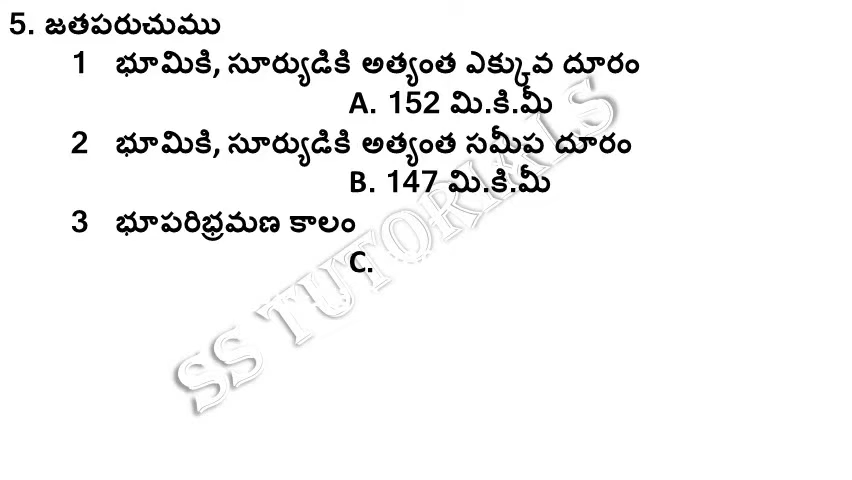 5. జతపరుచుము
1 భూమికి, సూర్యుడికి అత్యంత ఎక్కువ దూరం
A. 152 మి.కి.మీ
2 భూమికి, సూర్యుడికి అత్యంత సమీప దూరం
B. 147 మి.కి.మీ
3 భూపరిభ్రమణ కాలం
C.
SS TUTORIALS